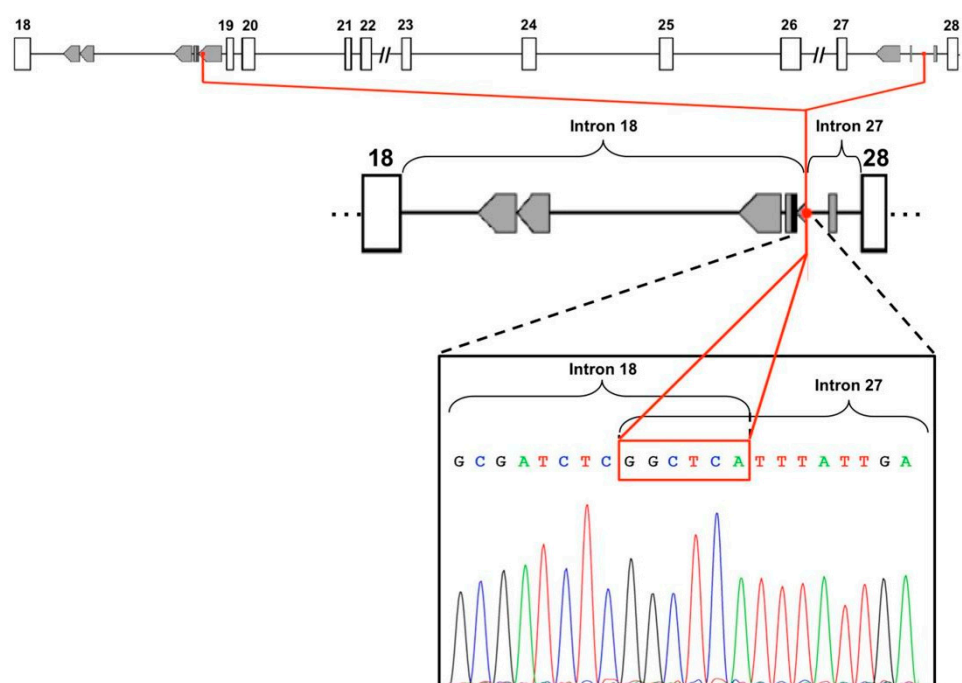 18 19 20 21 22 23 24 25 26 27 28
Intron 18 Intron 27
18 28
Intron 18
Intron 27
G C G A T C T C G G C T C A T T T A T T G A